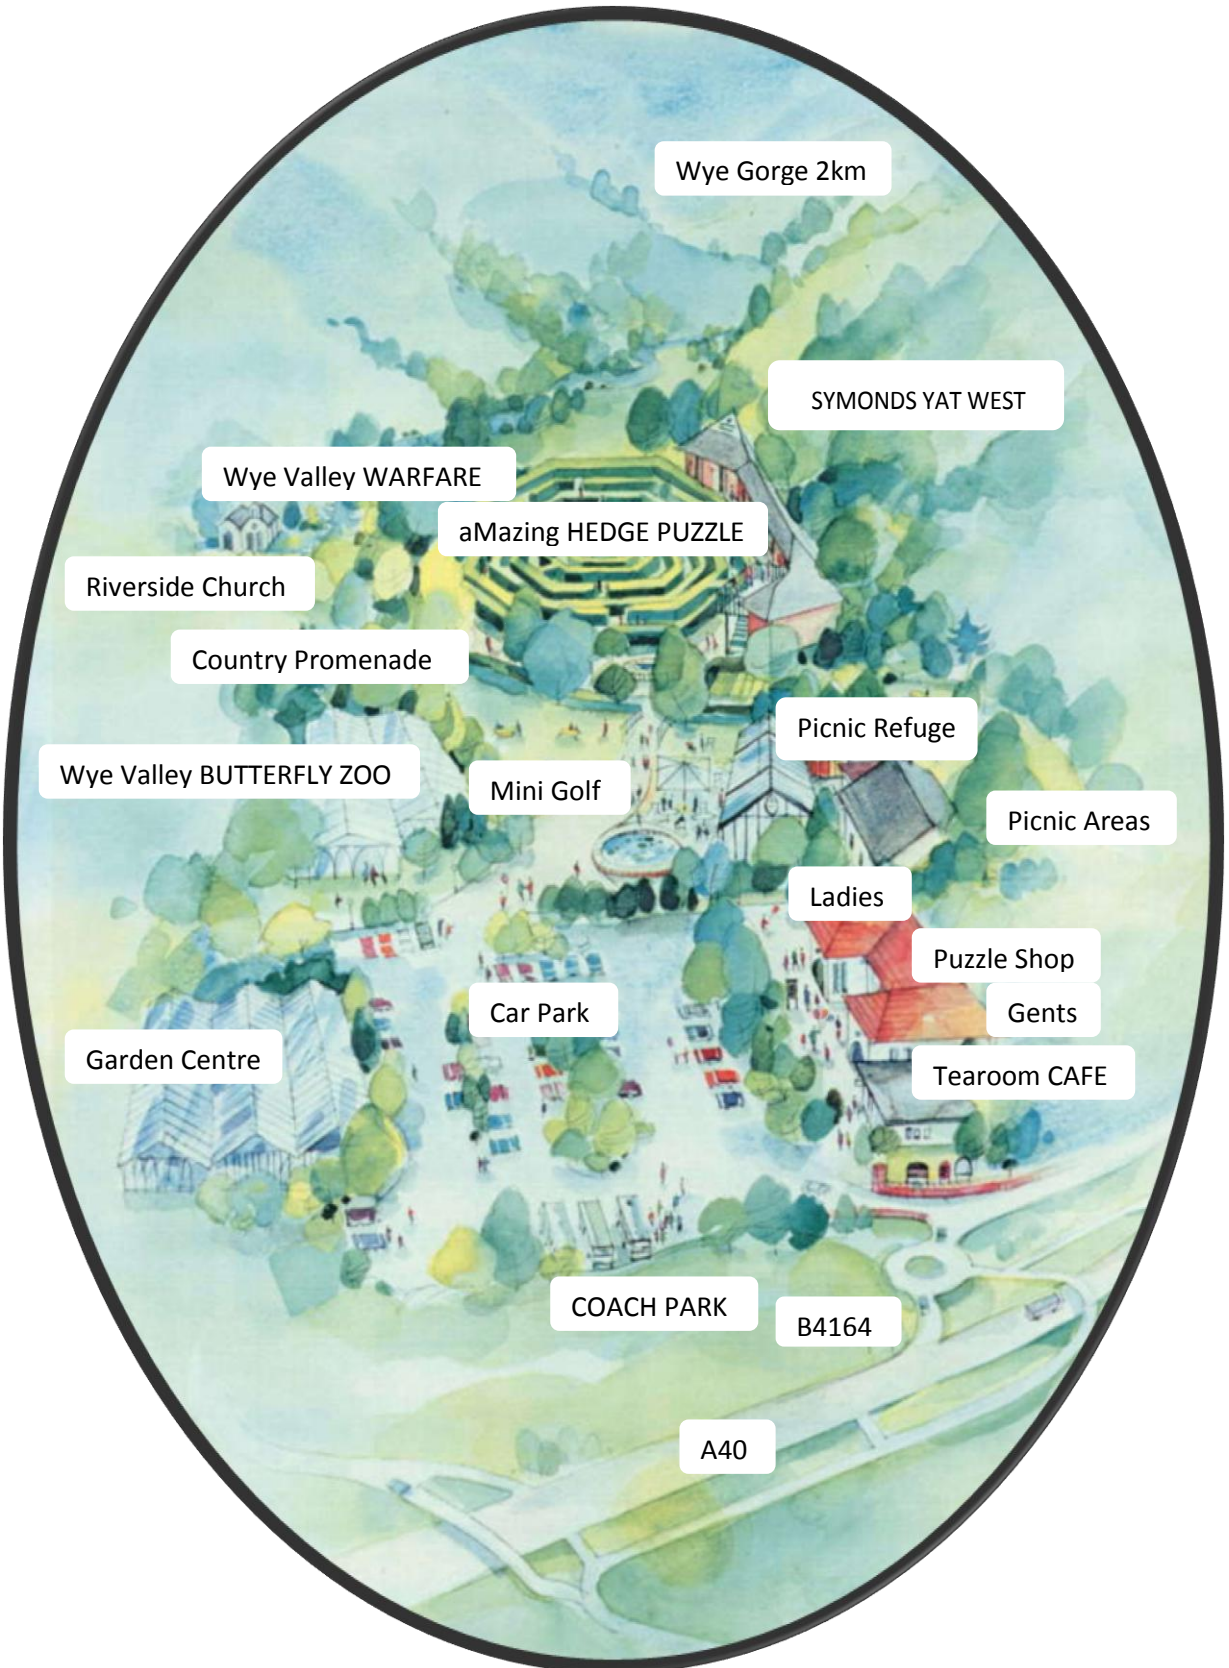 Wye Gorge 2km
SYMONDS YAT WEST
Wye Valley WARFARE
aMazing HEDGE PUZZLE
Riverside Church
Country Promenade
Picnic Refuge
Wye Valley BUTTERFLY ZOO
Mini Golf
Picnic Areas
Ladies
Puzzle Shop
Car Park
Gents
Garden Centre
Tearoom CAFE
COACH PARK
B4164
A40